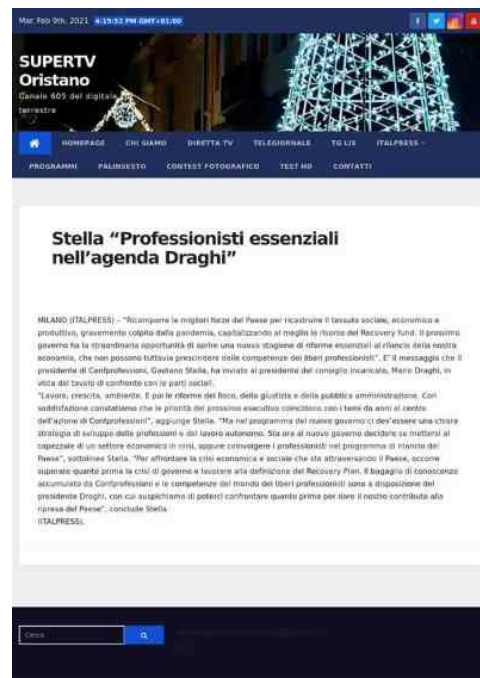 Mar. Feb 9th, 2021 4:19:52 PM GMT+01:00
SUPERTV
Oristano
Canale 605 del digitale
terrestre
HOMEPAGE CHI SIAMO DIRETTA TV TELEGIORNALE TG LIS ITALPRESS
PROGRAMMI PALINSESTO CONTEST FOTOGRAFICO TEST HD CONTATTI
Stella “Professionisti essenziali
nell’agenda Draghi”
MILANO (ITALPRESS) – “Ricomporre le migliori forze del Paese per ricostruire il tessuto sociale, economico e
produttivo, gravemente colpito dalla pandemia, capitalizzando al meglio le risorse del Recovery fund. Il prossimo
governo ha la straordinaria opportunità di aprire una nuova stagione di riforme essenziali al rilancio della nostra
economia, che non possono tuttavia prescindere dalle competenze dei liberi professionisti”. E’ il messaggio che il
presidente di Confprofessioni, Gaetano Stella, ha inviato al presidente del consiglio incaricato, Mario Draghi, in
vista del tavolo di confronto con le parti sociali.
“Lavoro, crescita, ambiente. E poi le riforme del fisco, della giustizia e della pubblica amministrazione. Con
soddisfazione constatiamo che le priorità del prossimo esecutivo coincidono con i temi da anni al centro
dell’azione di Confprofessioni”, aggiunge Stella. “Ma nel programma del nuovo governo ci dev’essere una chiara
strategia di sviluppo delle professioni e del lavoro autonomo. Sta ora al nuovo governo decidere se mettersi al
capezzale di un settore economico in crisi, oppure coinvolgere i professionisti nel programma di rilancio del
Paese”, sottolinea Stella. “Per affrontare la crisi economica e sociale che sta attraversando il Paese, occorre
superare quanto prima la crisi di governo e lavorare alla definizione del Recovery Plan. Il bagaglio di conoscenze
accumulato da Confprofessioni e le competenze del mondo dei liberi professionisti sono a disposizione del
presidente Draghi, con cui auspichiamo di poterci confrontare quanto prima per dare il nostro contributo alla
ripresa del Paese”, conclude Stella.
(ITALPRESS).
Cerca